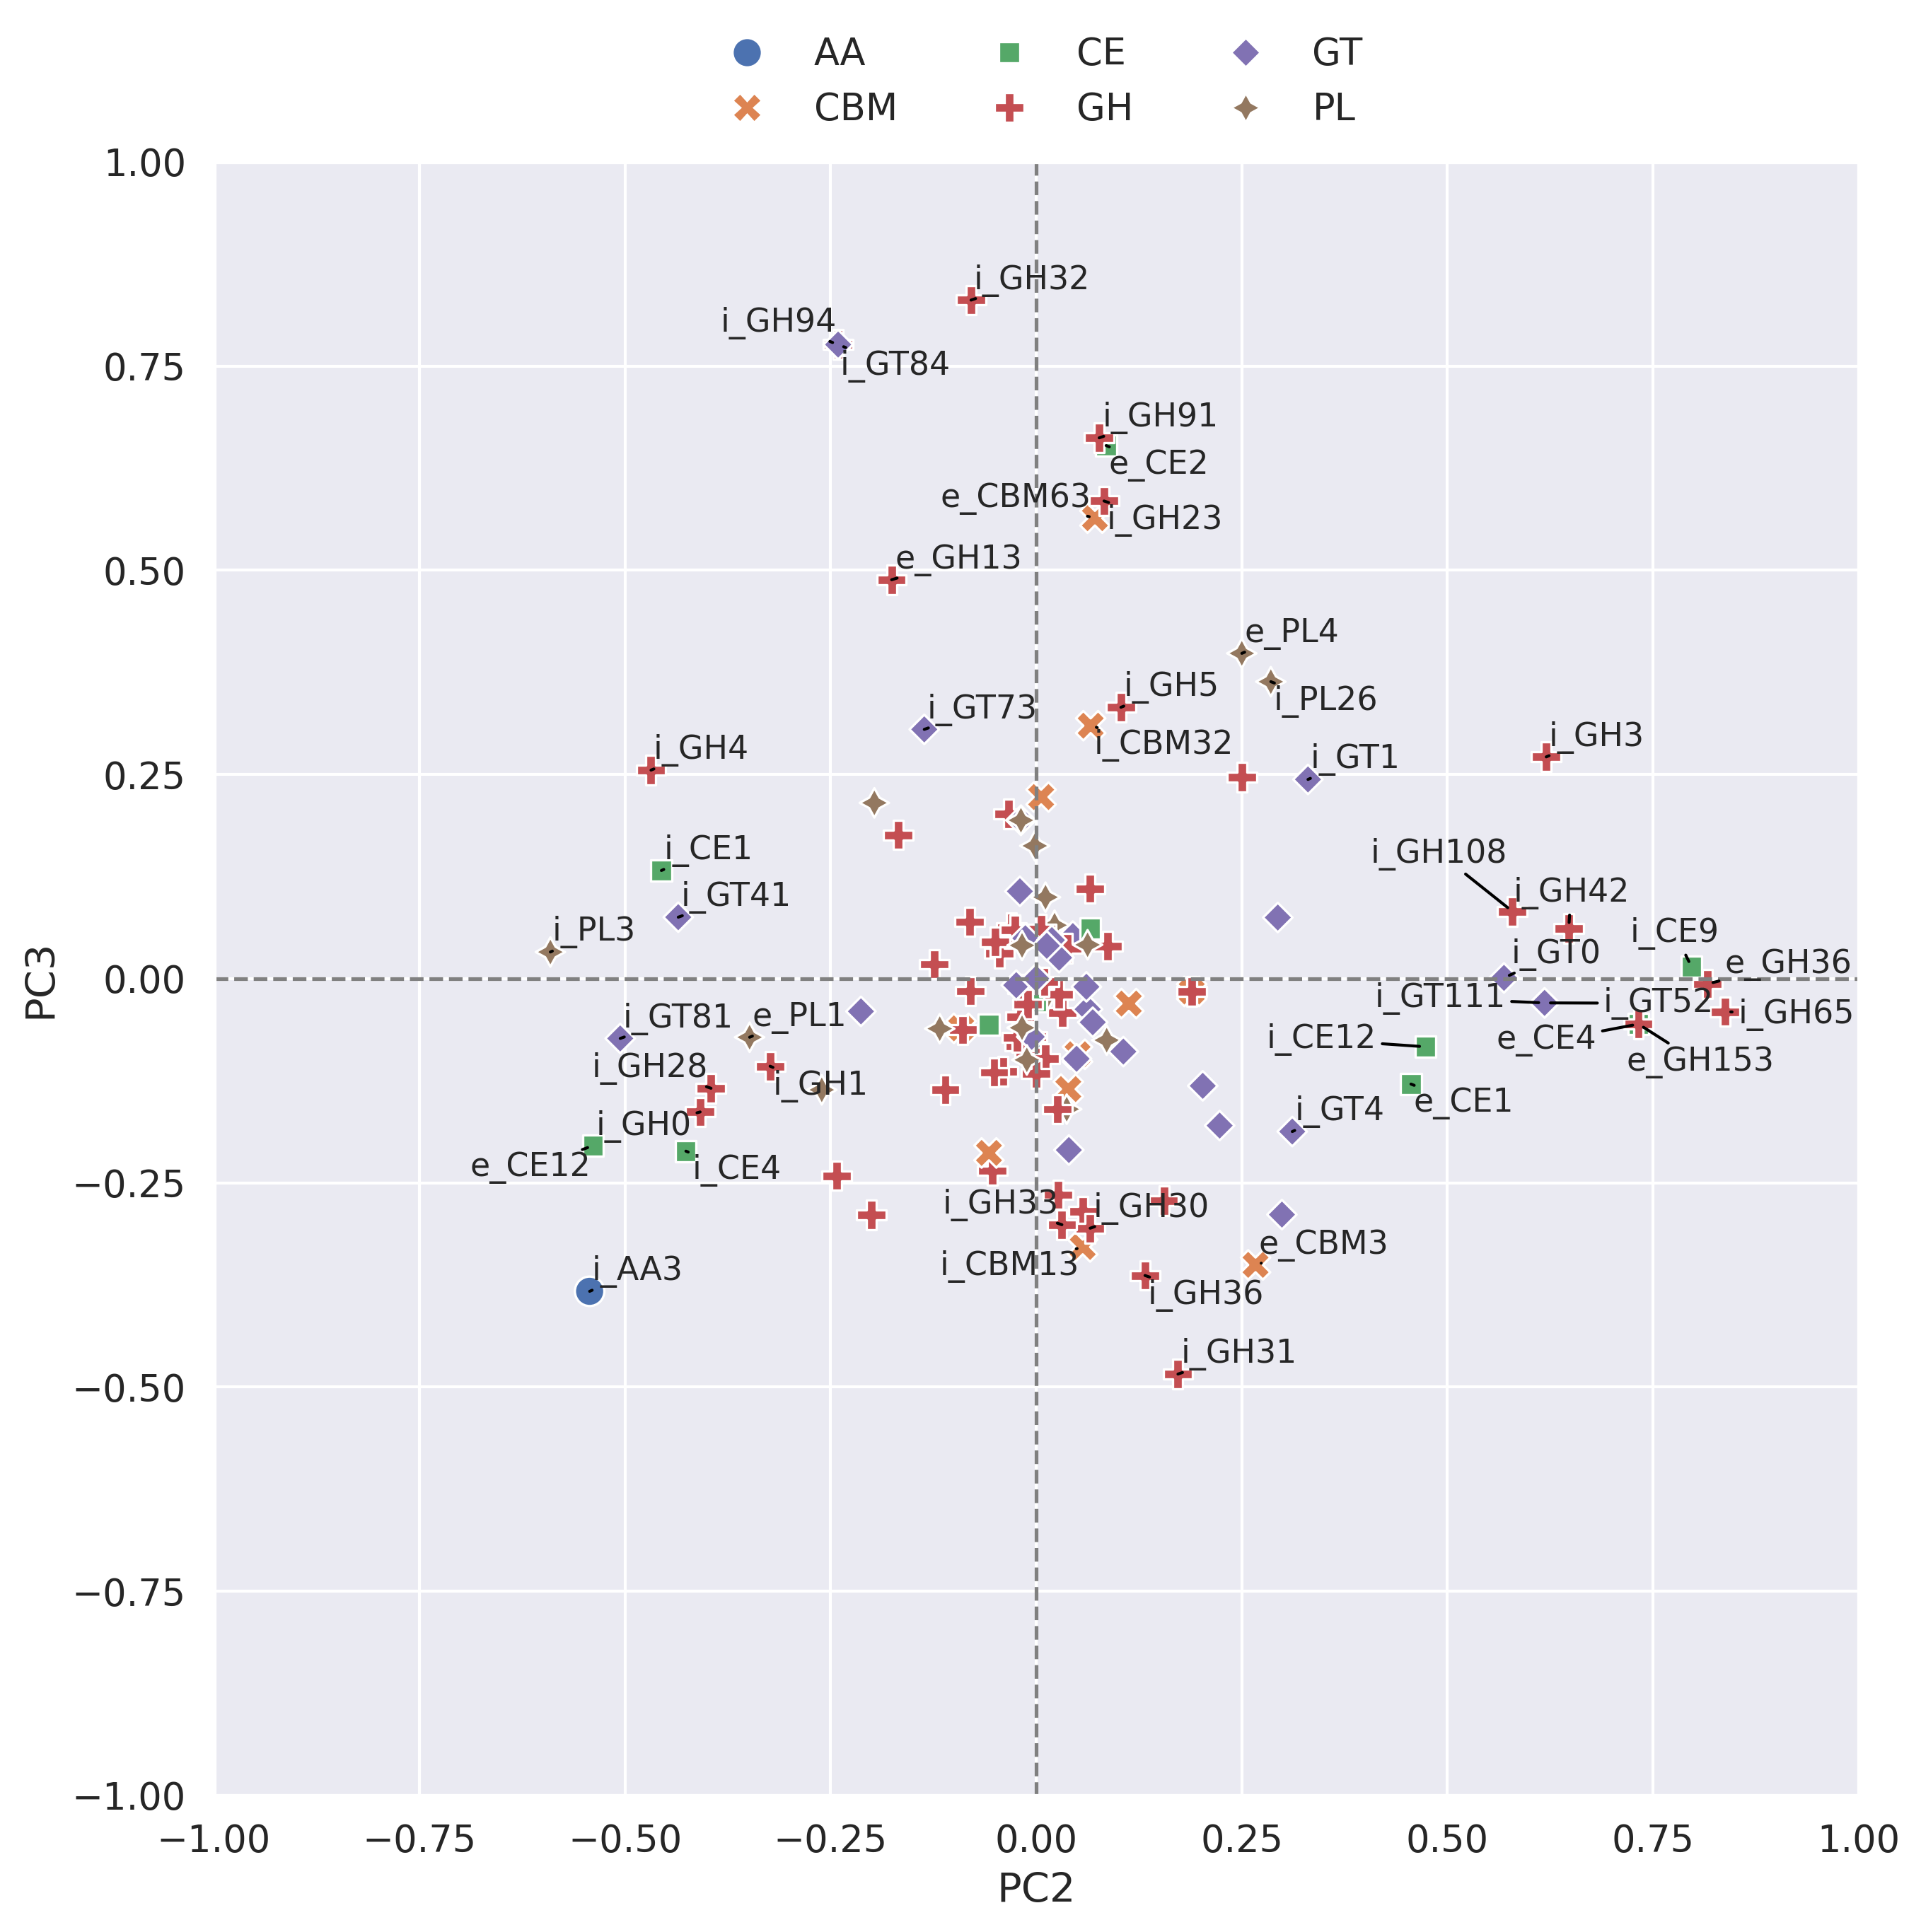 AA CE GT
CBM GH PL
1.00
i_GH32
i_GH94
0.75
i_GT84
i_GH91
e_CE2
e_CBM63
i_GH23
0.50
e_GH13
e_PL4
i_GH5
i_PL26
i_GT73
i_CBM32
i_GH3
i_GH4
i_GT1
0.25
i_CE1
i_GH108
i_GT41
i_GH42
i_PL3
i_CE9
i_GT0
e_GH36
PC3
0.00
i_GT111
i_GT52
i_GH65
i_GT81
e_PL1
i_CE12
e_CE4
e_GH153
i_GH28
i_GH1
e_CE1
i_GH0
i_GT4
e_CE12
i_CE4
−0.25
i_GH33
i_GH30
i_CBM13
e_CBM3
i_AA3
i_GH36
i_GH31
−0.50
−0.75
−1.00
−1.00 −0.75 −0.50 −0.25 0.00 0.25 0.50 0.75 1.00
PC2